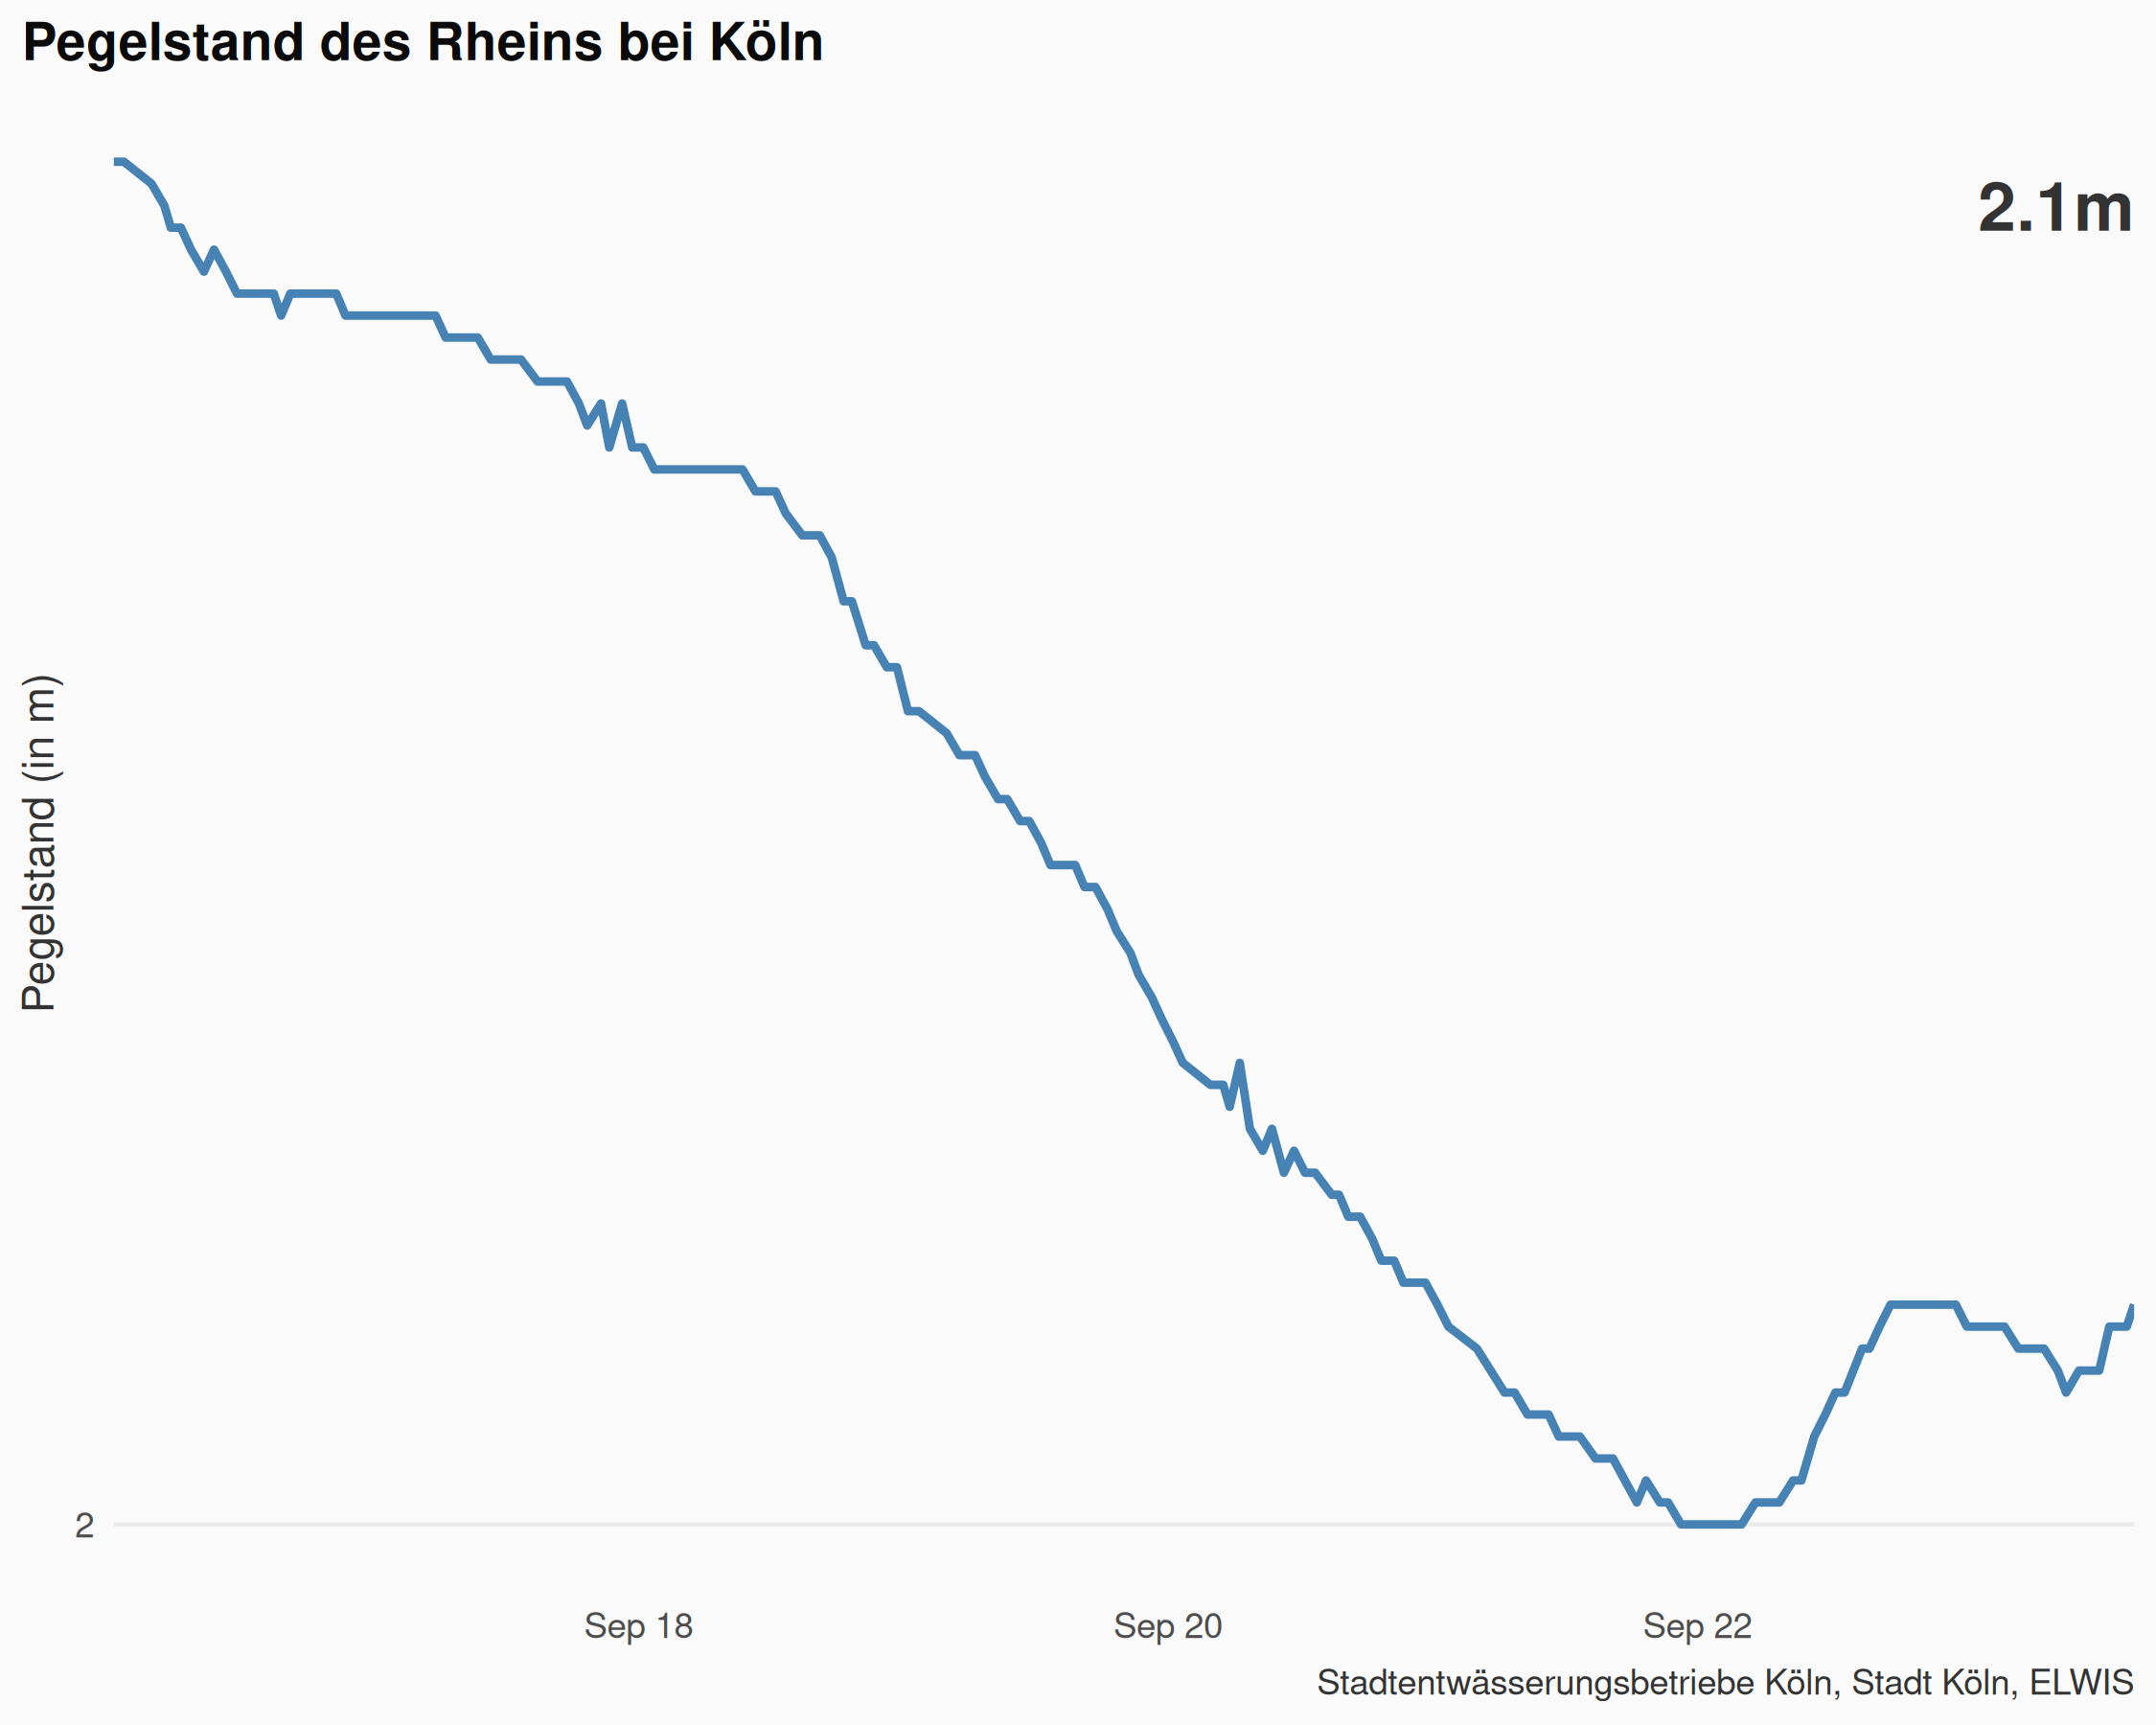 Pegelstand des Rheins bei Köln
2.1m
Pegelstand (in m)
2
Sep 18
Sep 20
Sep 22
Stadtentwässerungsbetriebe Köln, Stadt Köln, ELWIS